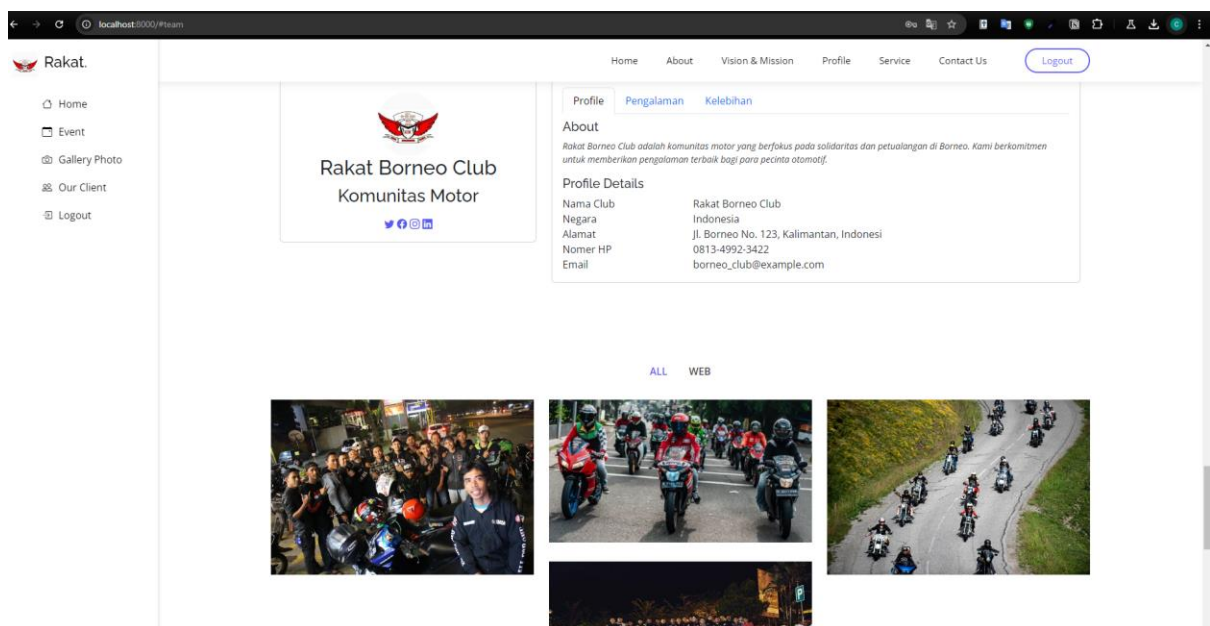 localhost:8000/#team
Rakat.
Home
About
Vision & Mission
Profile
Service
Contact Us
Logout
Home
Event
Gallery Photo
Our Client
Logout
Rakat Borneo Club
Komunitas Motor
Profile
Pengalaman
Kelebihan
About
Rakat Borneo Club adalah komunitas motor yang berfokus pada solidaritas dan petualangan di Borneo. Kami berkomitmen
untuk memberikan pengalaman terbaik bagi para pecinta otomotif.
Profile Details
Nama Club Rakat Borneo Club
Negara Indonesia
Alamat Jl. Borneo No. 123, Kalimantan, Indonesi
Nomer HP 0813-4992-3422
Email borneo_club@example.com
ALL
WEB